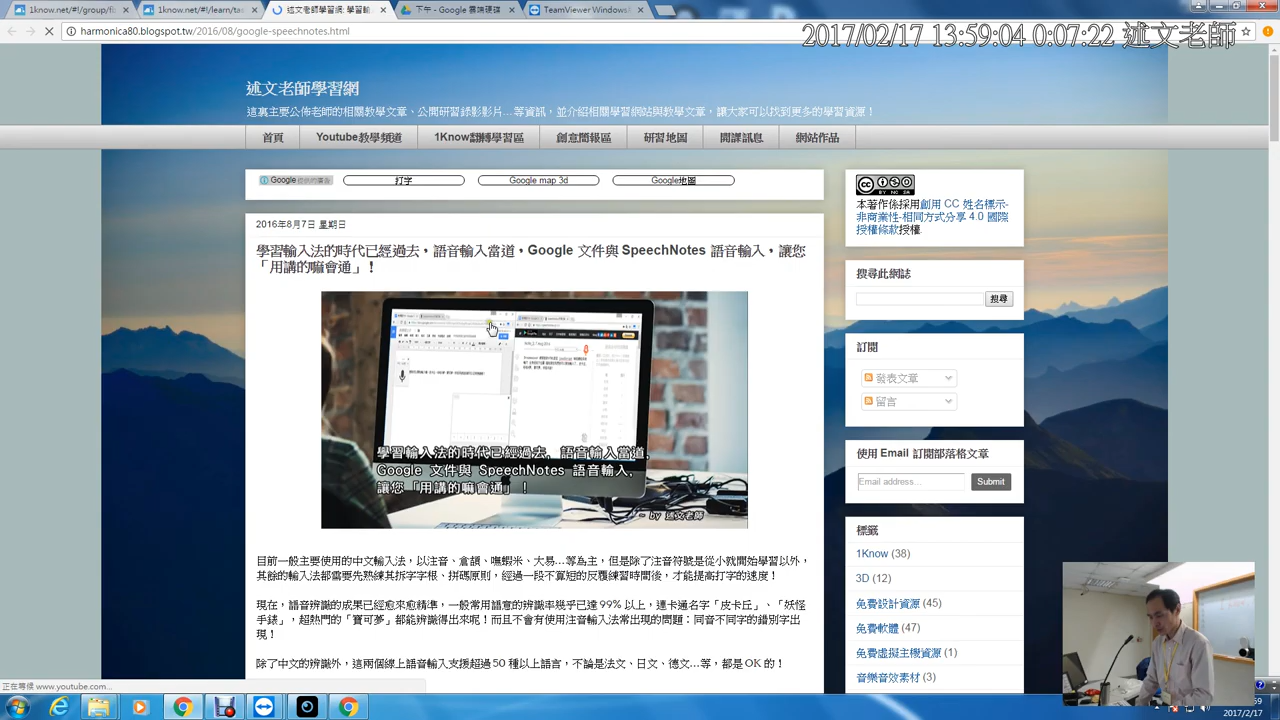 1know.net/#!/group/fli
1know.net/#!/learn/ta
述文老師學習網: 學習輸
下午 - Google 雲端硬碟
TeamViewer Windows
harmonica80.blogspot.tw/2016/08/google-speechnotes.html
2017/02/17 13:59:04 0:07:22 述文老師
述文老師學習網
這裏主要公佈老師的相關教學文章、公開研習錄影影片...等資訊，並介紹相關學習網站與教學文章，讓大家可以找到更多的學習資源！
首頁
Youtube教學頻道
1Know翻轉學習區
創意簡報區
研習地圖
開課訊息
網站作品
Google 提供的廣告
打字
Google map 3d
Google地圖
2016年8月7日 星期日
學習輸入法的時代已經過去，語音輸入當道，Google 文件與 SpeechNotes 語音輸入，讓您
「用講的嘛會通」！
學習輸入法的時代已經過去，語音輸入當道，
Google 文件與 SpeechNotes 語音輸入，
讓您「用講的嘛會通」！
~ by 述文老師
目前一般主要使用的中文輸入法，以注音、倉頡、嘸蝦米、大易...等為主，但是除了注音符號是從小就開始學習以外，
其餘的輸入法都需要先熟練其拆字字根、拼碼原則，經過一段不算短的反覆練習時間後，才能提高打字的速度！
現在，語音辨識的成果已經愈來愈精準，一般常用語意的辨識率幾乎已達 99% 以上，連卡通名字「皮卡丘」、「妖怪
手錶」，超熱門的「寶可夢」都能辨識得出來呢！而且不會有使用注音輸入法常出現的問題：同音不同字的錯別字出
現！
除了中文的辨識外，這兩個線上語音輸入支援超過 50 種以上語言，不論是法文、日文、德文...等，都是 OK 的！
cc
BY NC SA
本著作係採用創用 CC 姓名標示-
非商業性-相同方式分享 4.0 國際
授權條款授權.
搜尋此網誌
搜尋
訂閱
發表文章
留言
使用 Email 訂閱部落格文章
Email address...
Submit
標籤
1Know (38)
3D (12)
免費設計資源 (45)
免費軟體 (47)
免費虛擬主機資源 (1)
音樂音效素材 (3)
正在等候 www.youtube.com...
2017/2/17